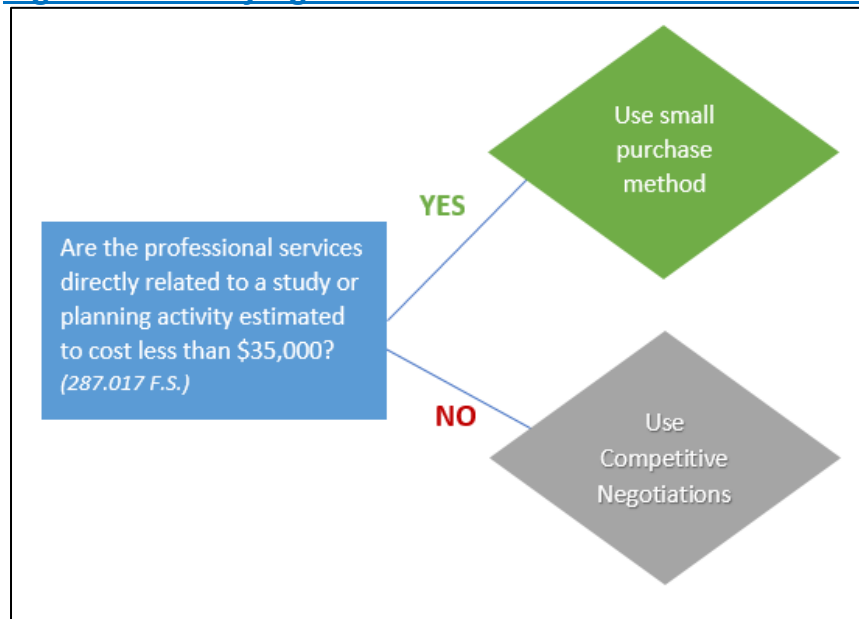 Are the professional services
directly related to a study or
planning activity estimated
to cost less than $35,000?
(287.017 F.S.)
YES
Use small
purchase
method
NO
Use
Competitive
Negotiations